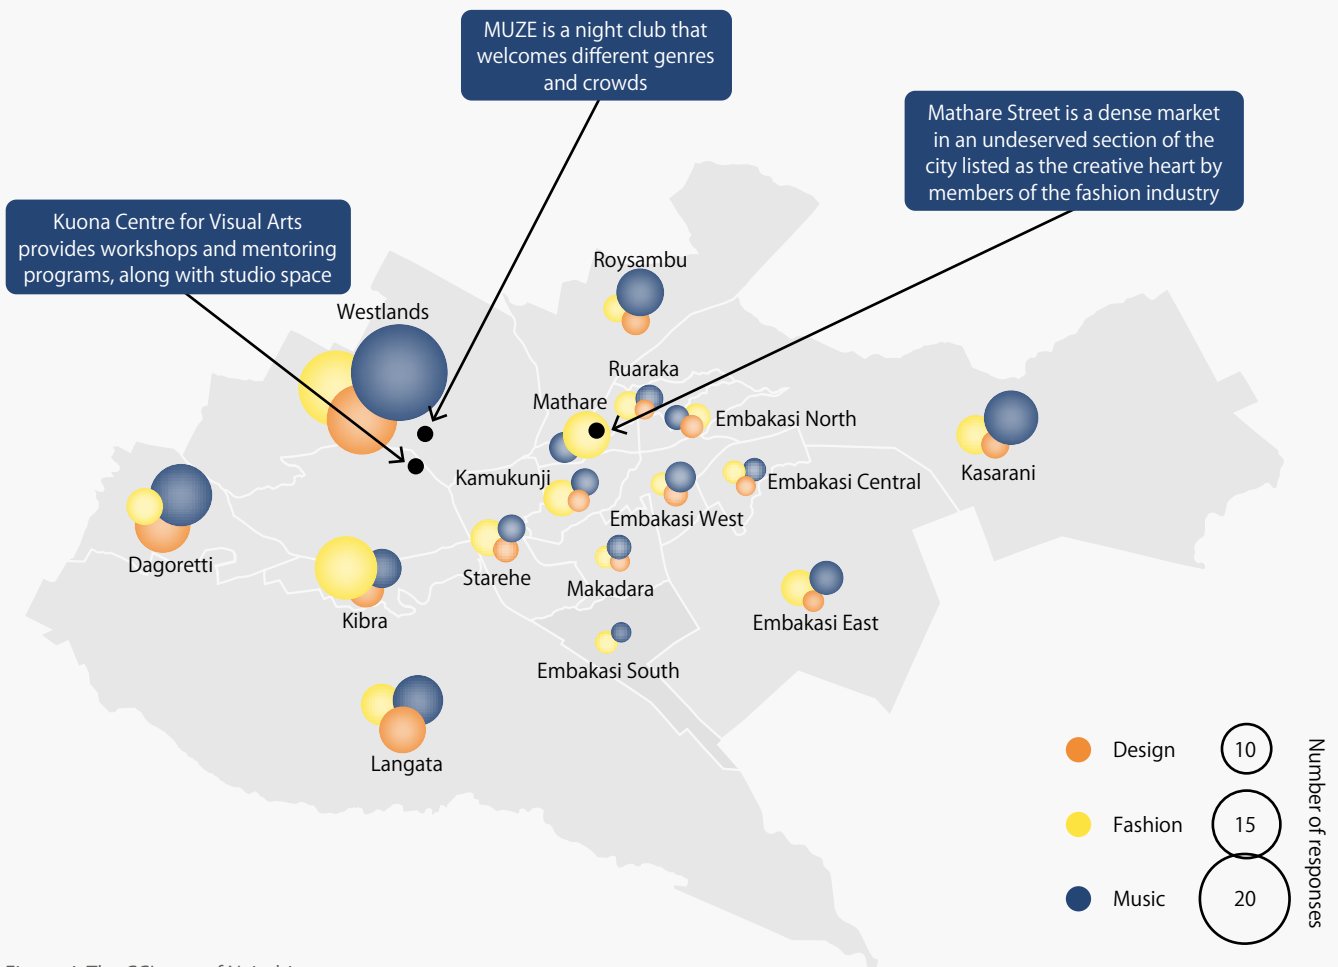 MUZE is a night club that
welcomes different genres
and crowds
Mathare Street is a dense market
in an undeserved section of the
city listed as the creative heart by
members of the fashion industry
Kuona Centre for Visual Arts
provides workshops and mentoring
programs, along with studio space
Roysambu
Westlands
Ruaraka
Mathare
Embakasi North
Kasarani
Kamukunji
Embakasi Central
Embakasi West
Dagoretti
Starehe
Makadara
Kibra
Embakasi East
Embakasi South
Langata
Design
10
Fashion
15
Music
20
Number of responses